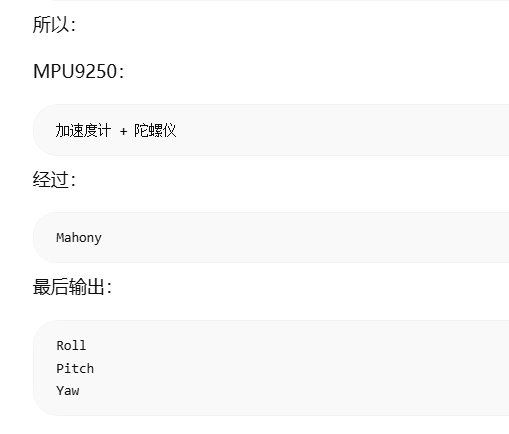 所以：
MPU9250：
加速度计 + 陀螺仪
经过：
Mahony
最后输出：
Roll
Pitch
Yaw